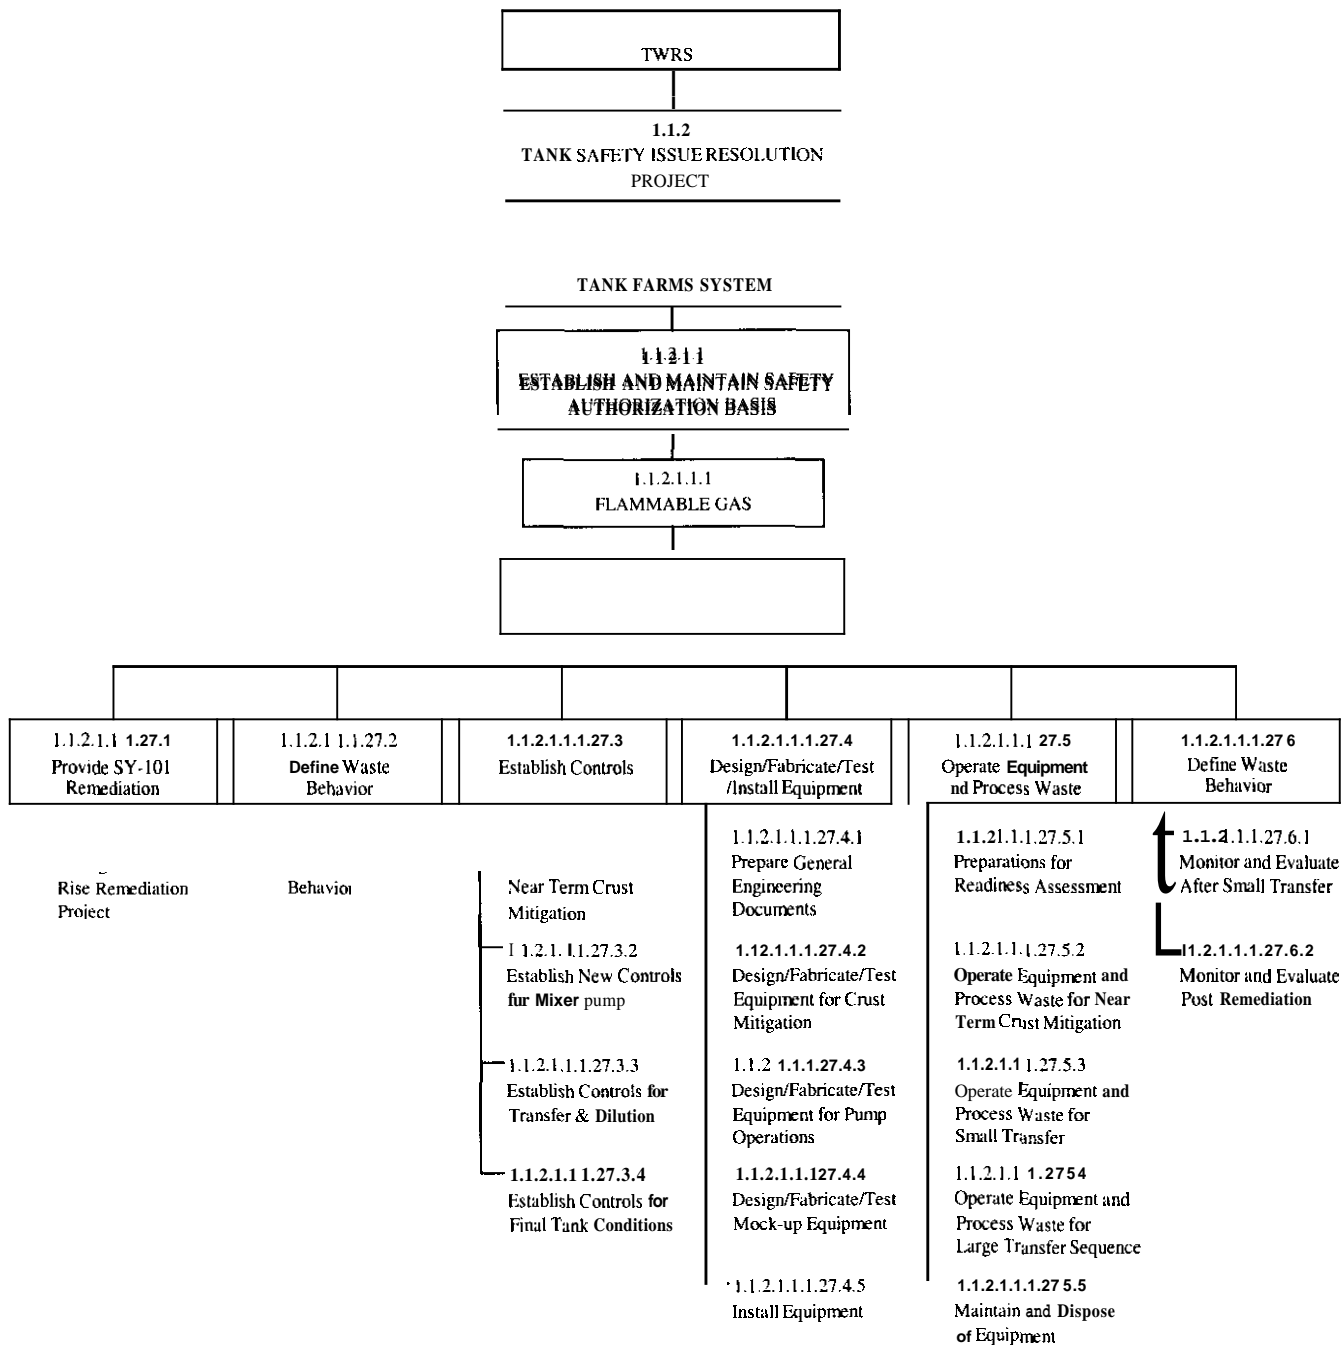 TWRS
1.1.2
TANK SAFETY ISSUE RESOLUTION
PROJECT
TANK FARMS SYSTEM
1.1.2.1.1
ESTABLISH AND MAINTAIN SAFETY
AUTHORIZATION BASIS
1.1.2.1.1.1
FLAMMABLE GAS
1.1.2.1.1 1.27.1
Provide SY-101
Remediation
Rise Remediation
Project
1.1.2.1 1.1.27.2
Define Waste
Behavior
Behavior
1.1.2.1.1.1.27.3
Establish Controls
Near Term Crust
Mitigation
1 1.2.1. 1.1.27.3.2
Establish New Controls
fur Mixer pump
1.1.2.1.1.1.27.3.3
Establish Controls for
Transfer & Dilution
1.1.2.1.1 1.27.3.4
Establish Controls for
Final Tank Conditions
1.1.2.1.1.1.27.4
Design/Fabricate/Test
/Install Equipment
1.1.2.1.1.1.27.4.1
Prepare General
Engineering
Documents
1.12.1.1.1.27.4.2
Design/Fabricate/Test
Equipment for Crust
Mitigation
1.1.2 1.1.1.27.4.3
Design/Fabricate/Test
Equipment for Pump
Operations
1.1.2.1.1.127.4.4
Design/Fabricate/Test
Mock-up Equipment
1.1.2.1.1.1.27.4.5
Install Equipment
1.1.2.1.1.1 27.5
Operate Equipment
nd Process Waste
1.1.21.1.1.27.5.1
Preparations for
Readiness Assessment
1.1.2.1.1.1.27.5.2
Operate Equipment and
Process Waste for Near
Term Crust Mitigation
1.1.2.1.1 1.27.5.3
Operate Equipment and
Process Waste for
Small Transfer
1.1.2.1.1 1.2754
Operate Equipment and
Process Waste for
Large Transfer Sequence
1.1.2.1.1.1.27 5.5
Maintain and Dispose
of Equipment
1.1.2.1.1.1.27 6
Define Waste
Behavior
1.1.21.1.1.27.6.1
Monitor and Evaluate
After Small Transfer
I1.2.1.1.1.27.6.2
Monitor and Evaluate
Post Remediation